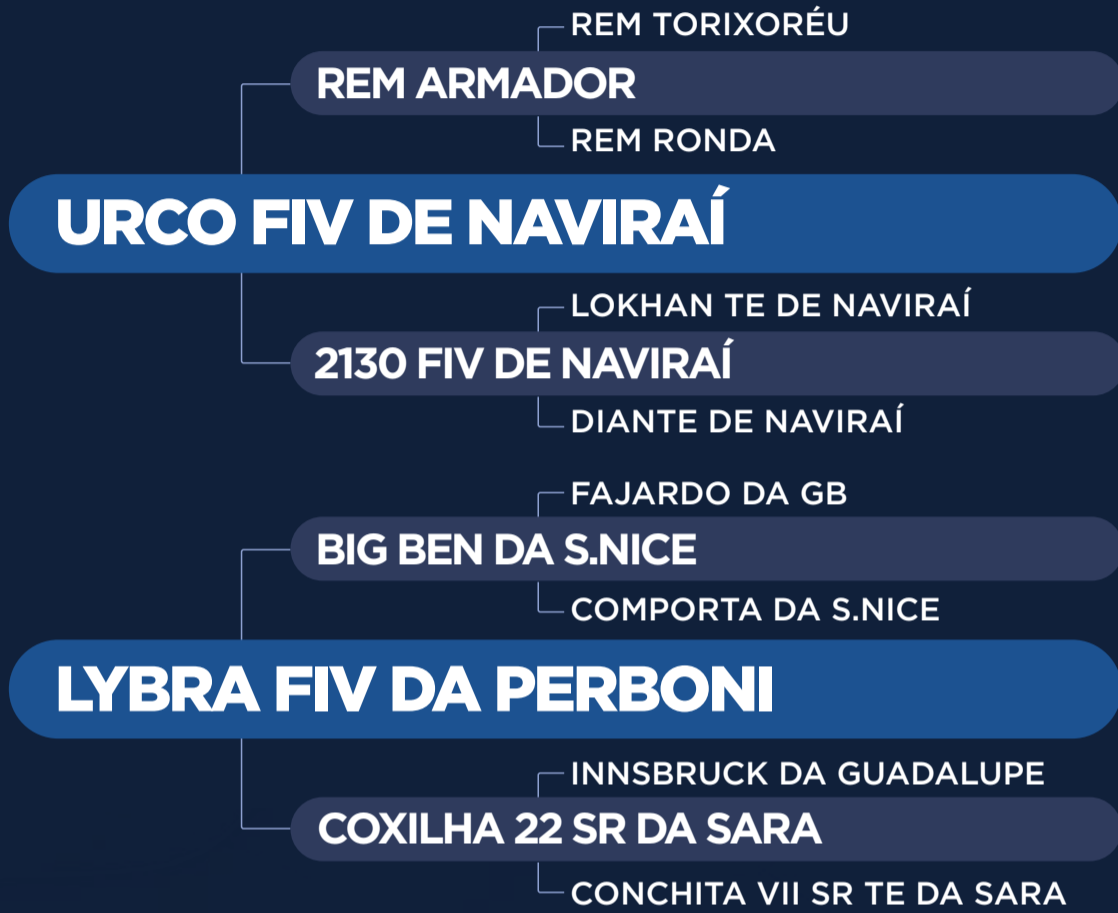 REM TORIXORÉU
REM ARMADOR
REM RONDA
URCO FIV DE NAVIRAÍ
LOKHAN TE DE NAVIRAÍ
2130 FIV DE NAVIRAÍ
DIANTE DE NAVIRAÍ
FAJARDO DA GB
BIG BEN DA S.NICE
COMPORTA DA S.NICE
LYBRA FIV DA PERBONI
INNSBRUCK DA GUADALUPE
COXILHA 22 SR DA SARA
CONCHITA VII SR TE DA SARA